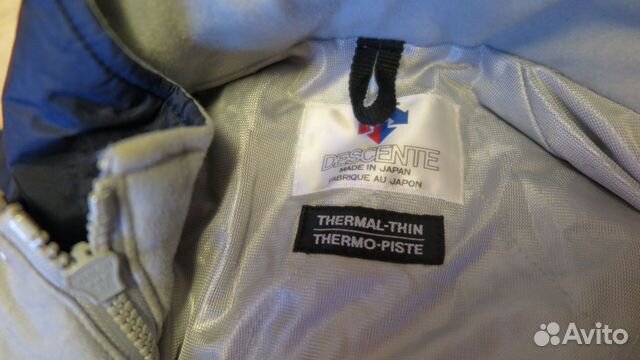 DESCENTE
MADE IN JAPAN
FABRIQUE AU JAPON
THERMAL-THIN
THERMO-PISTE
Avito